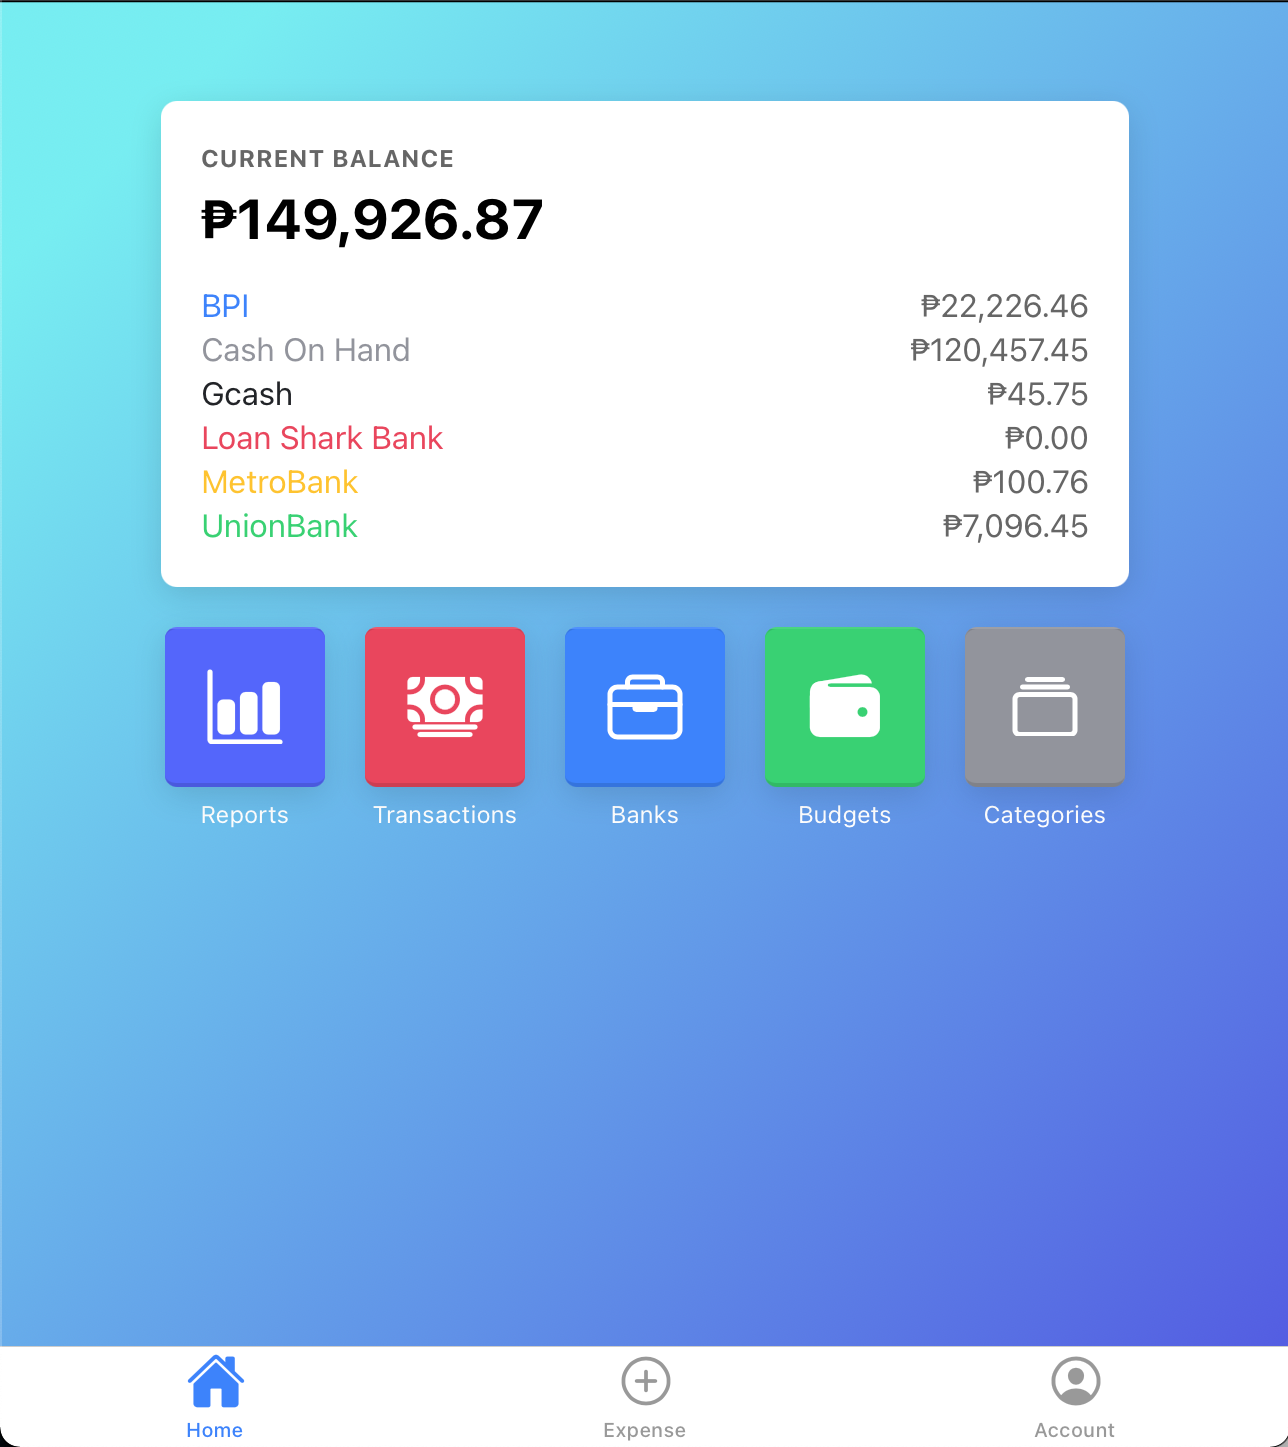 CURRENT BALANCE
₱149,926.87
BPI ₱22,226.46
Cash On Hand ₱120,457.45
Gcash ₱45.75
Loan Shark Bank ₱0.00
MetroBank ₱100.76
UnionBank ₱7,096.45
Reports Transactions Banks Budgets Categories
Home Expense Account